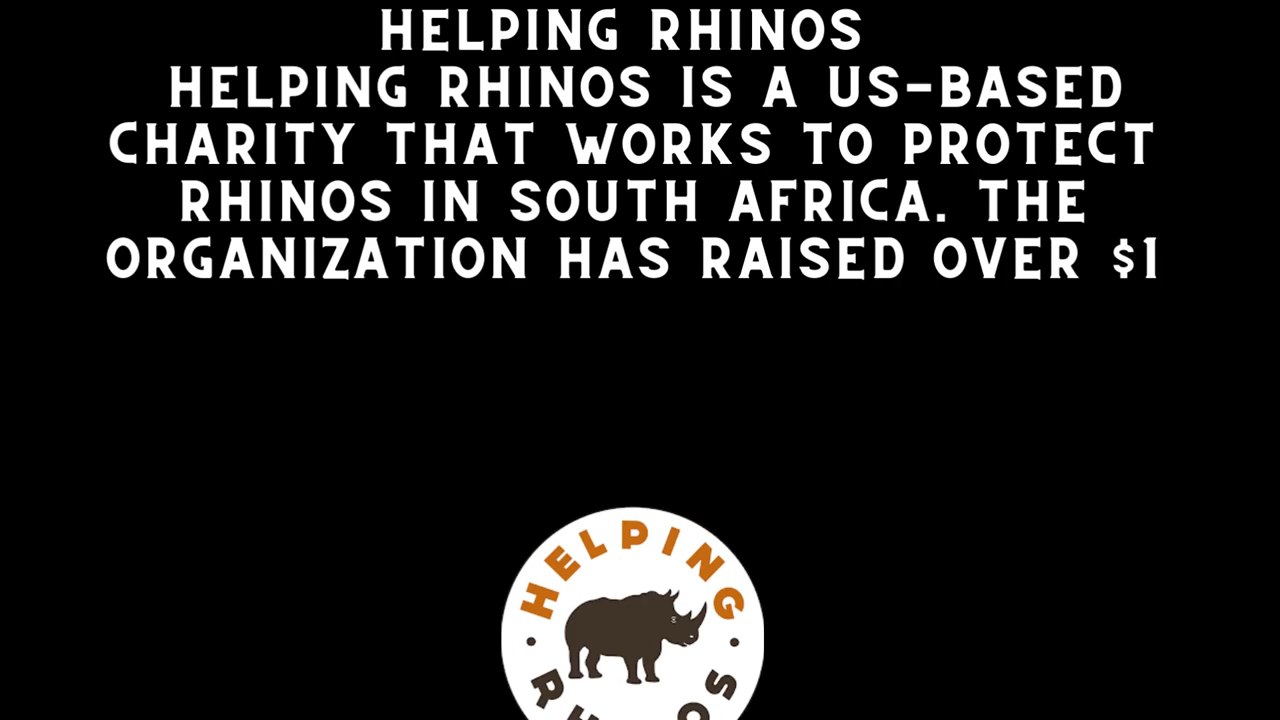 HELPING RHINOS
HELPING RHINOS IS A US-BASED
CHARITY THAT WORKS TO PROTECT
RHINOS IN SOUTH AFRICA. THE
ORGANIZATION HAS RAISED OVER $1
HELPING